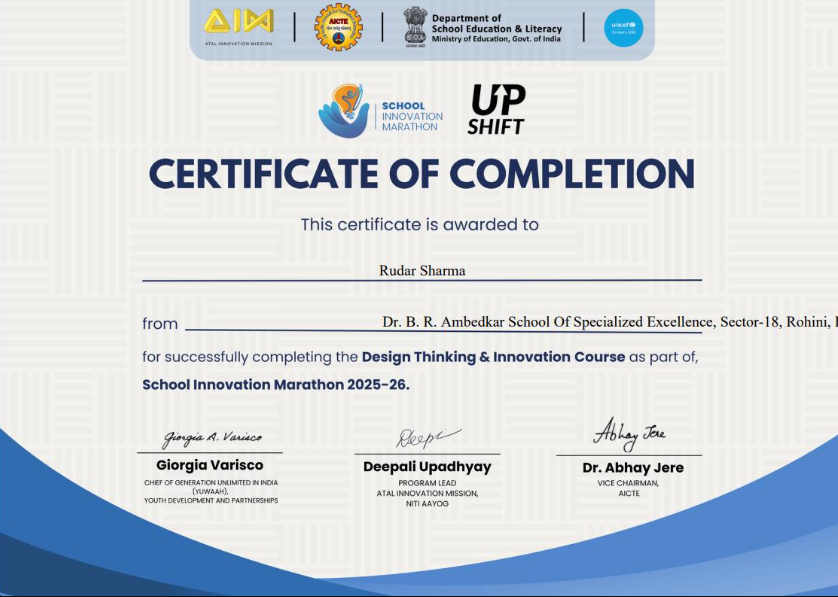 AIM
ATAL INNOVATION MISSION
AICTE
Department of
School Education & Literacy
Ministry of Education, Govt. of India
unicef
for every child
SCHOOL
INNOVATION
MARATHON
UP
SHIFT
CERTIFICATE OF COMPLETION
This certificate is awarded to
Rudar Sharma
from Dr. B. R. Ambedkar School Of Specialized Excellence, Sector-18, Rohini,
for successfully completing the Design Thinking & Innovation Course as part of,
School Innovation Marathon 2025-26.
Giorgia A. Varisco
Giorgia Varisco
CHIEF OF GENERATION UNLIMITED IN INDIA
(YUWAAH),
YOUTH DEVELOPMENT AND PARTNERSHIPS
Deepali Upadhyay
PROGRAM LEAD
ATAL INNOVATION MISSION,
NITI AAYOG
Abhay Jere
Dr. Abhay Jere
VICE CHAIRMAN,
AICTE